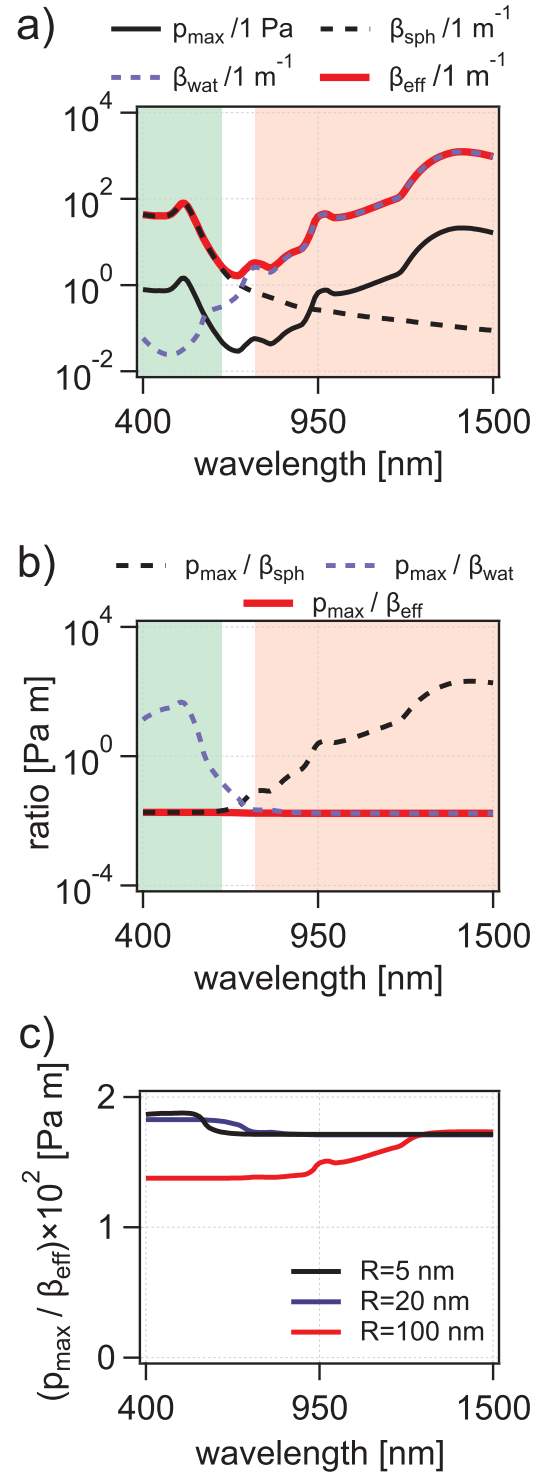 a)
p_max /1 Pa   β_sph /1 m^-1
β_wat /1 m^-1   β_eff /1 m^-1
10^4
10^2
10^0
10^-2
400   950   1500
wavelength [nm]
b)
p_max / β_sph   p_max / β_wat
p_max / β_eff
10^4
10^0
10^-4
ratio [Pa m]
400   950   1500
wavelength [nm]
c)
2
1
0
(p_max / β_eff)×10^2 [Pa m]
R=5 nm
R=20 nm
R=100 nm
400   950   1500
wavelength [nm]